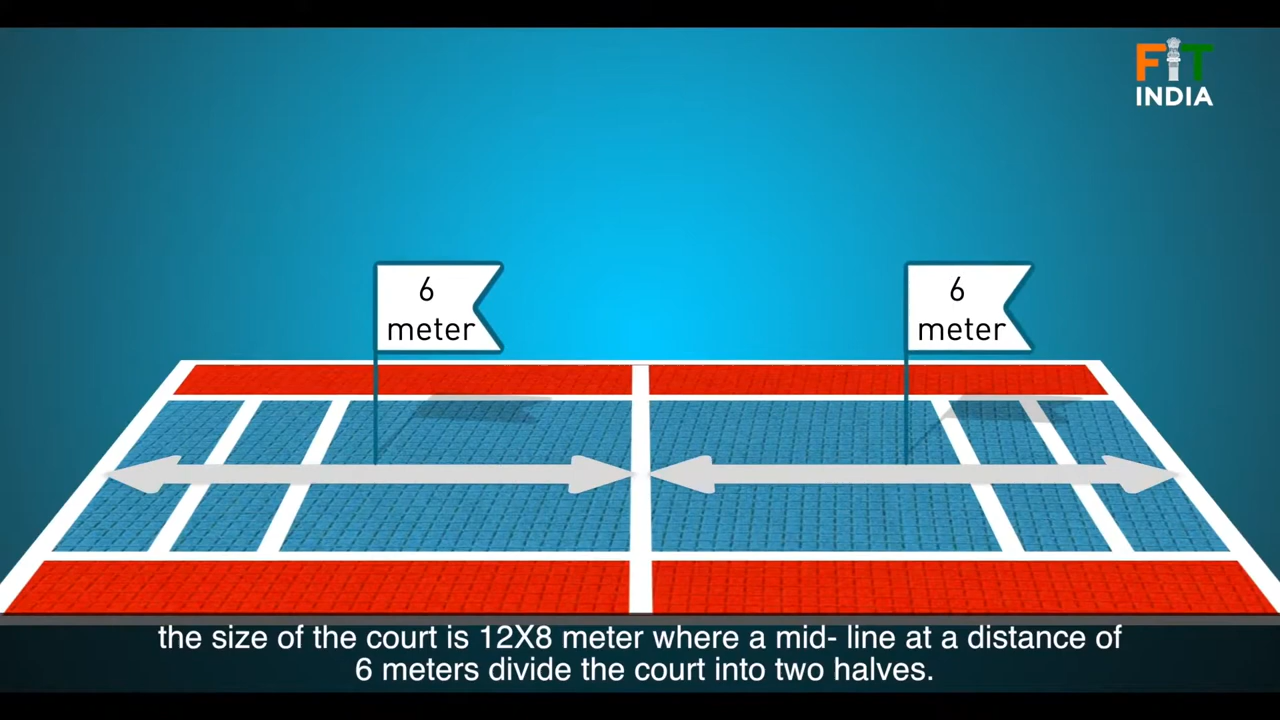 FiT
INDIA
6
meter
6
meter
the size of the court is 12X8 meter where a mid- line at a distance of
6 meters divide the court into two halves.